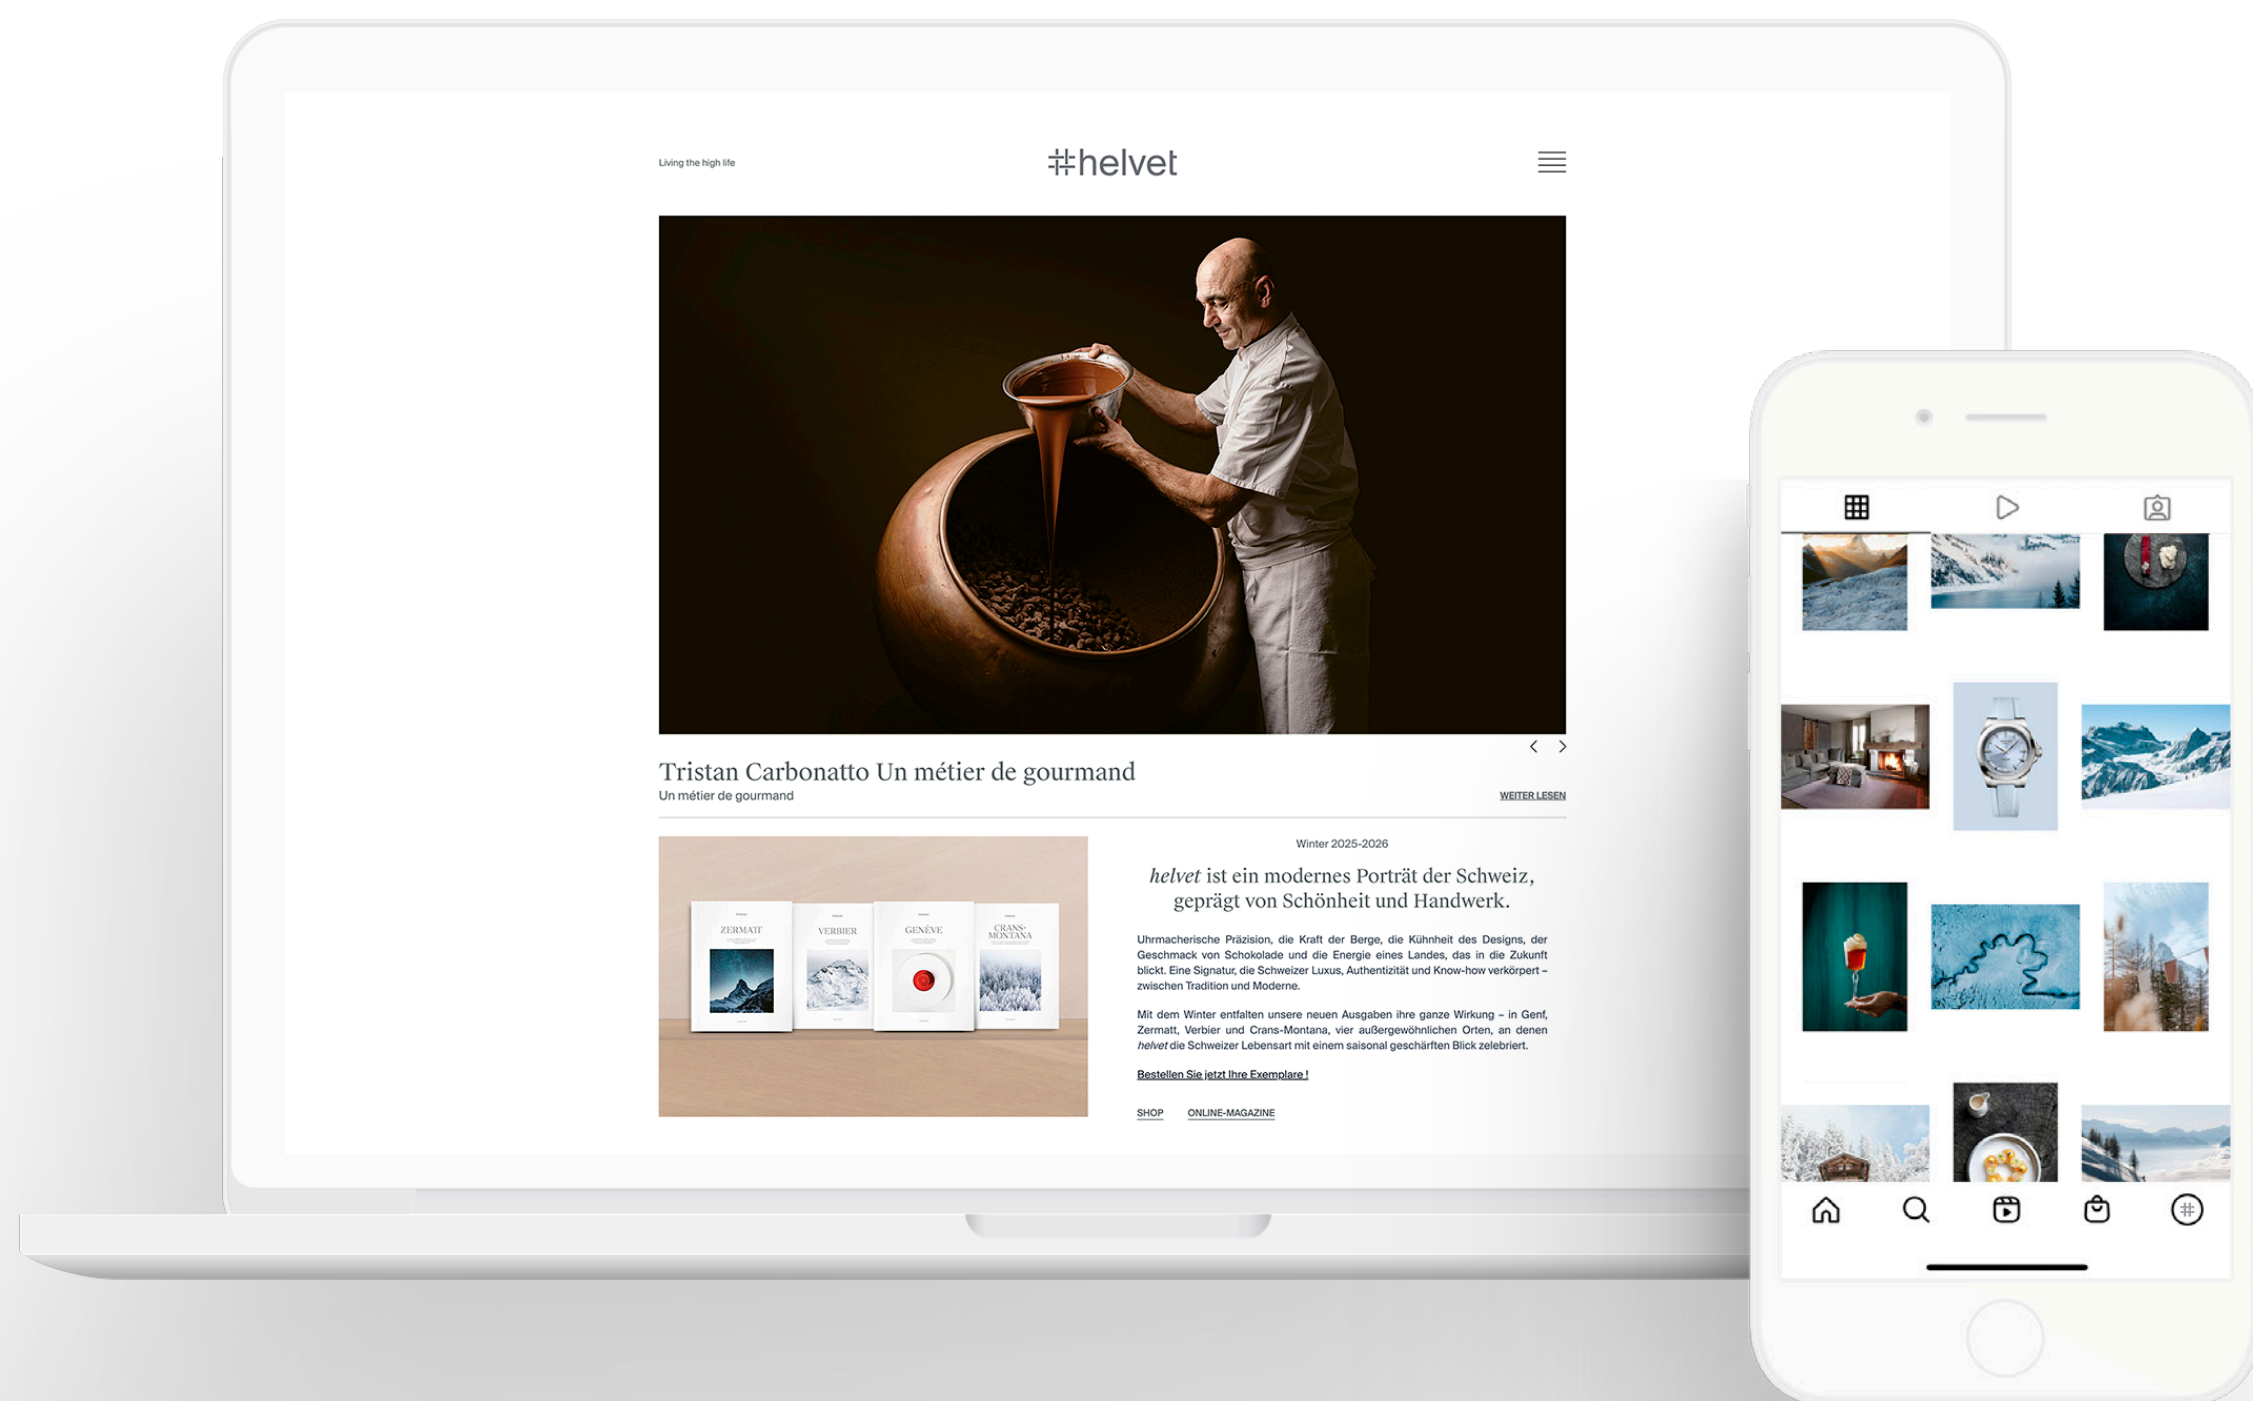 Living the high life
#helvet
Tristan Carbonatto Un métier de gourmand
Un métier de gourmand
WEITER LESEN
ZERMATT
VERBIER
GENÈVE
CRANS-
MONTANA
Winter 2025-2026
helvet ist ein modernes Porträt der Schweiz,
geprägt von Schönheit und Handwerk.
Uhrmacherische Präzision, die Kraft der Berge, die Kühnheit des Designs, der
Geschmack von Schokolade und die Energie eines Landes, das in die Zukunft
blickt. Eine Signatur, die Schweizer Luxus, Authentizität und Know-how verkörpert –
zwischen Tradition und Moderne.
Mit dem Winter entfalten unsere neuen Ausgaben ihre ganze Wirkung – in Genf,
Zermatt, Verbier und Crans-Montana, vier außergewöhnlichen Orten, an denen
helvet die Schweizer Lebensart mit einem saisonal geschärften Blick zelebriert.
Bestellen Sie jetzt Ihre Exemplare !
SHOP
ONLINE-MAGAZINE
#